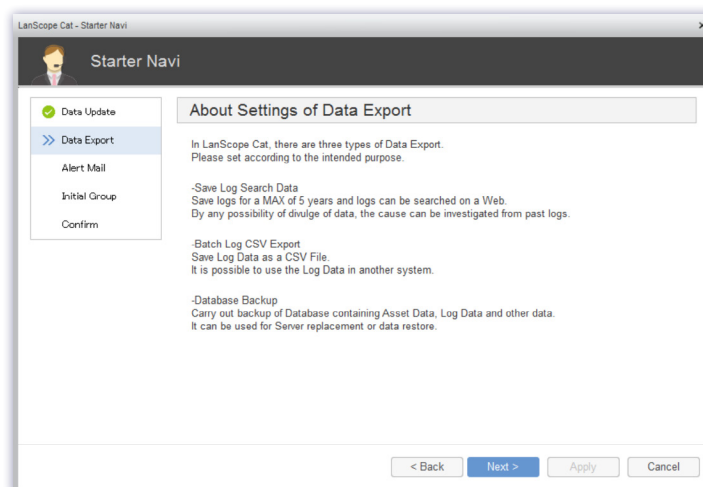 LanScope Cat - Starter Navi
Starter Navi
Data Update
Data Export
Alert Mail
Initial Group
Confirm
About Settings of Data Export
In LanScope Cat, there are three types of Data Export.
Please set according to the intended purpose.
-Save Log Search Data
Save logs for a MAX of 5 years and logs can be searched on a Web.
By any possibility of divulge of data, the cause can be investigated from past logs.
-Batch Log CSV Export
Save Log Data as a CSV File.
It is possible to use the Log Data in another system.
-Database Backup
Carry out backup of Database containing Asset Data, Log Data and other data.
It can be used for Server replacement or data restore.
< Back
Next >
Apply
Cancel